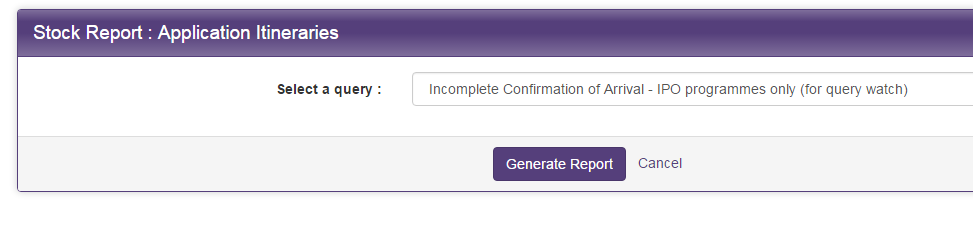 Stock Report : Application Itineraries
Select a query :
Incomplete Confirmation of Arrival - IPO programmes only (for query watch)
Generate Report
Cancel